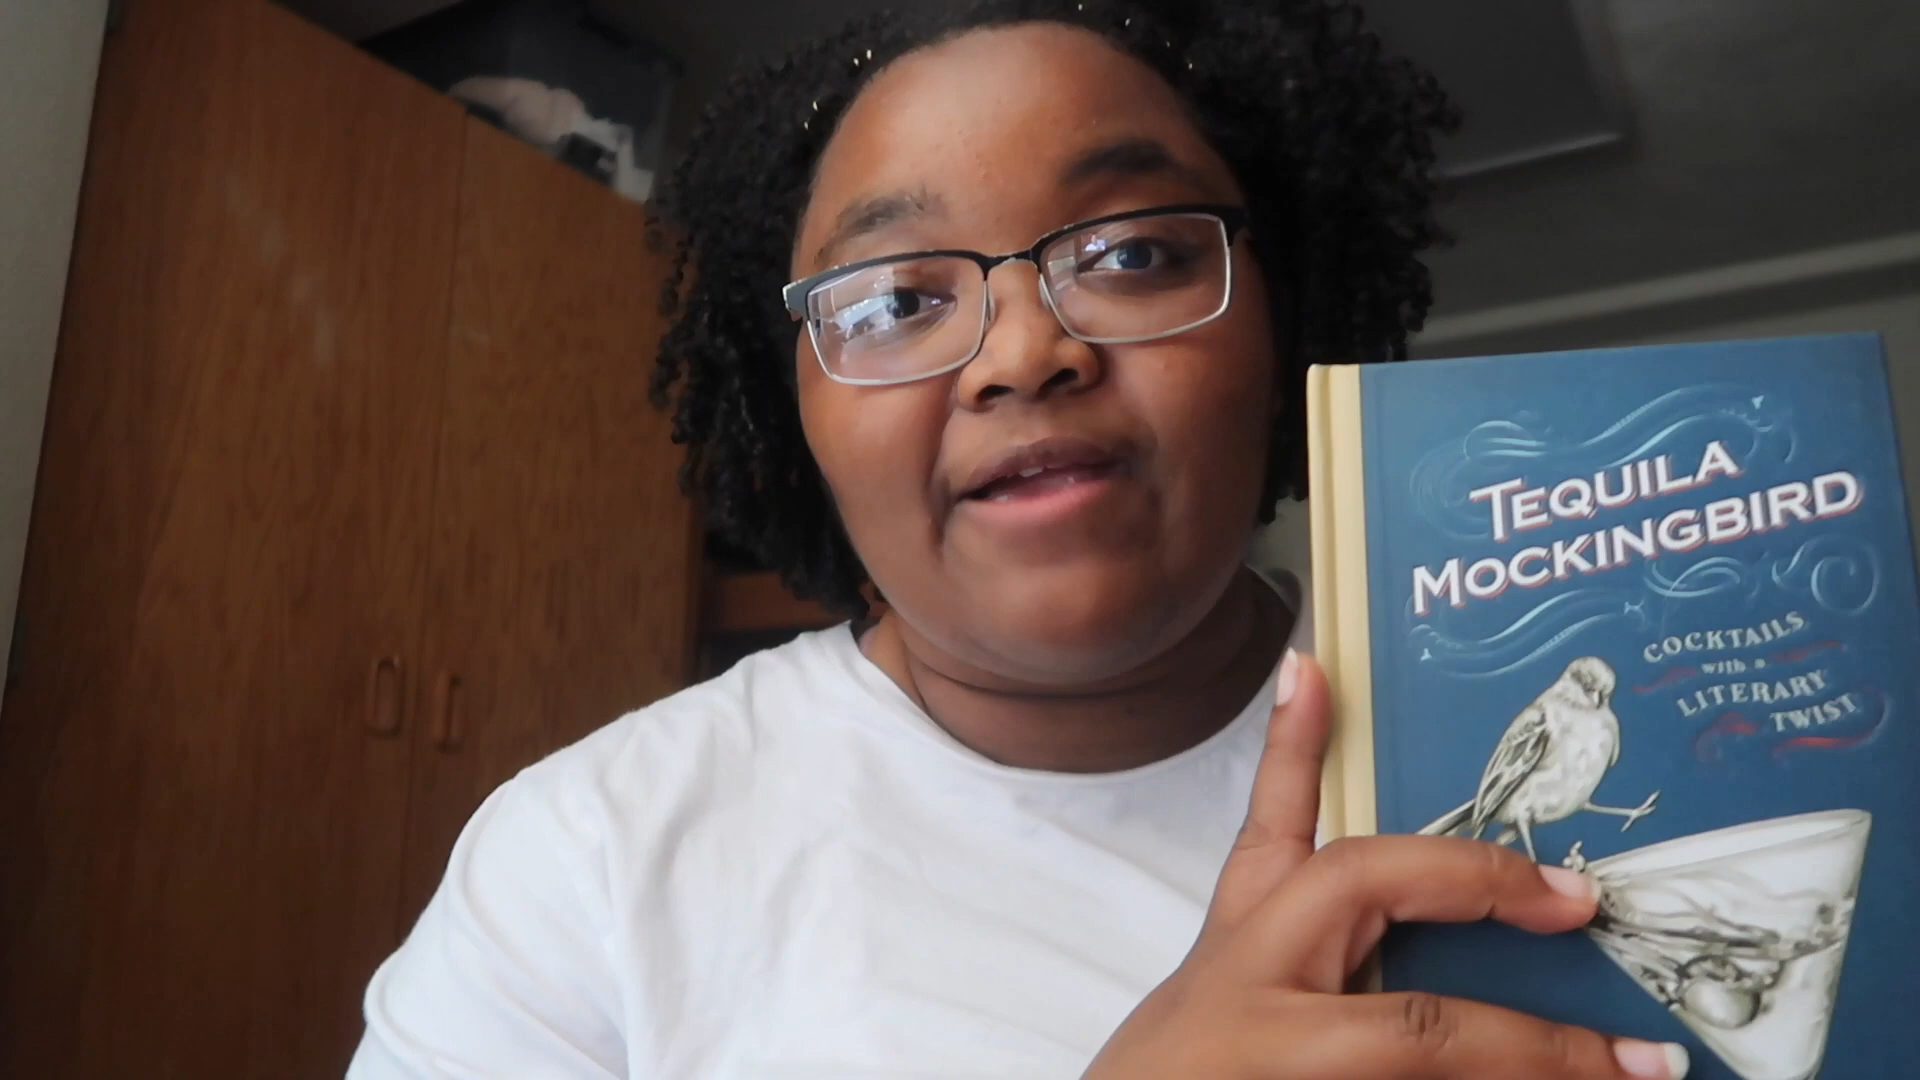 TEQUILA
MOCKINGBIRD
COCKTAILS
with a
LITERARY
TWIST